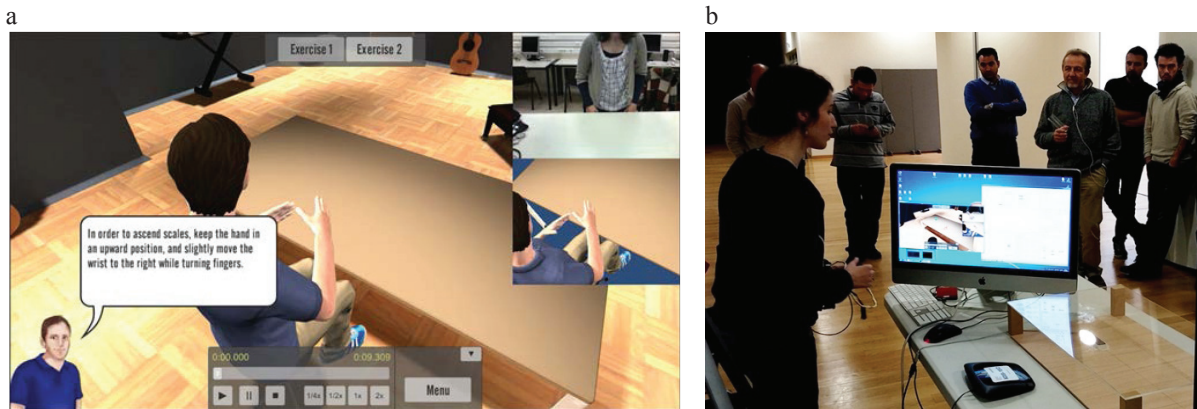 a
b
Exercise 1
Exercise 2
In order to ascend scales, keep the hand in
an upward position, and slightly move the
wrist to the right while turning fingers.
0:00.000
0:09.309
1/4x
1/2x
1x
2x
Menu